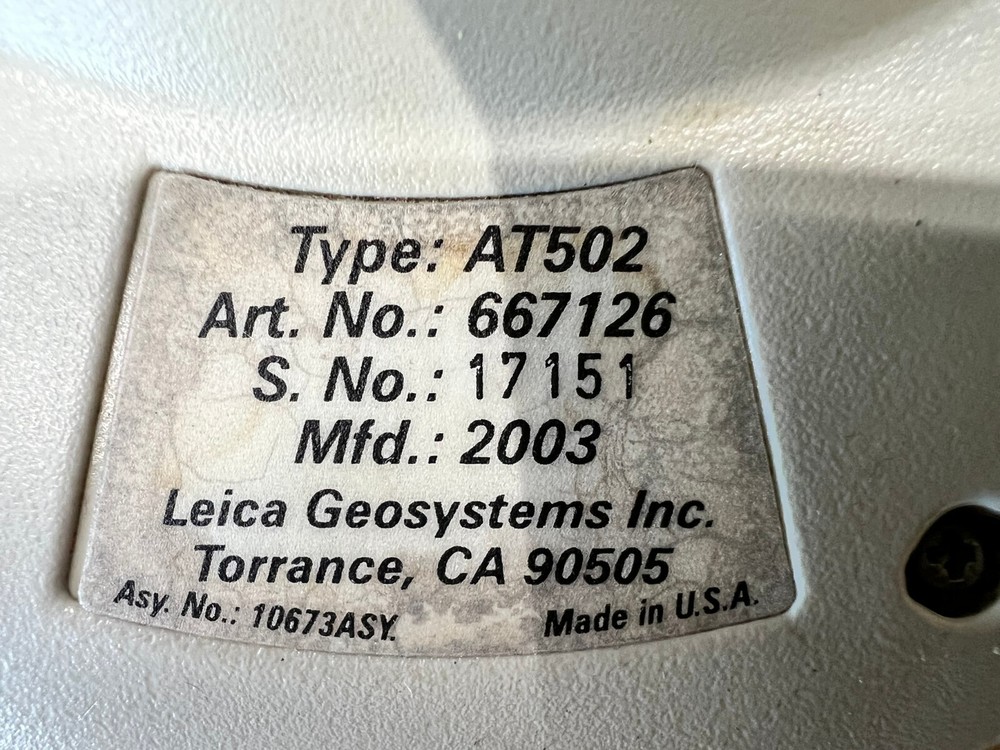 Type: AT502
Art. No.: 667126
S. No.: 17151
Mfd.: 2003
Leica Geosystems Inc.
Torrance, CA 90505
Asy. No.: 10673ASY. Made in U.S.A.